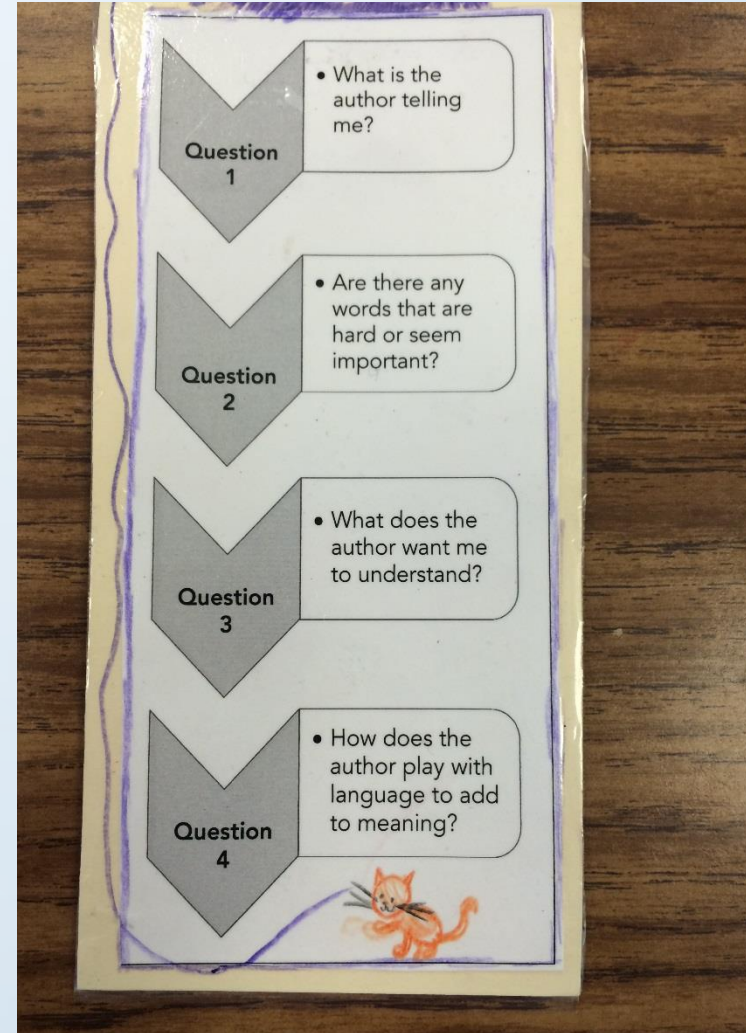 Question
1
• What is the
author telling
me?
Question
2
• Are there any
words that are
hard or seem
important?
Question
3
• What does the
author want me
to understand?
Question
4
• How does the
author play with
language to add
to meaning?